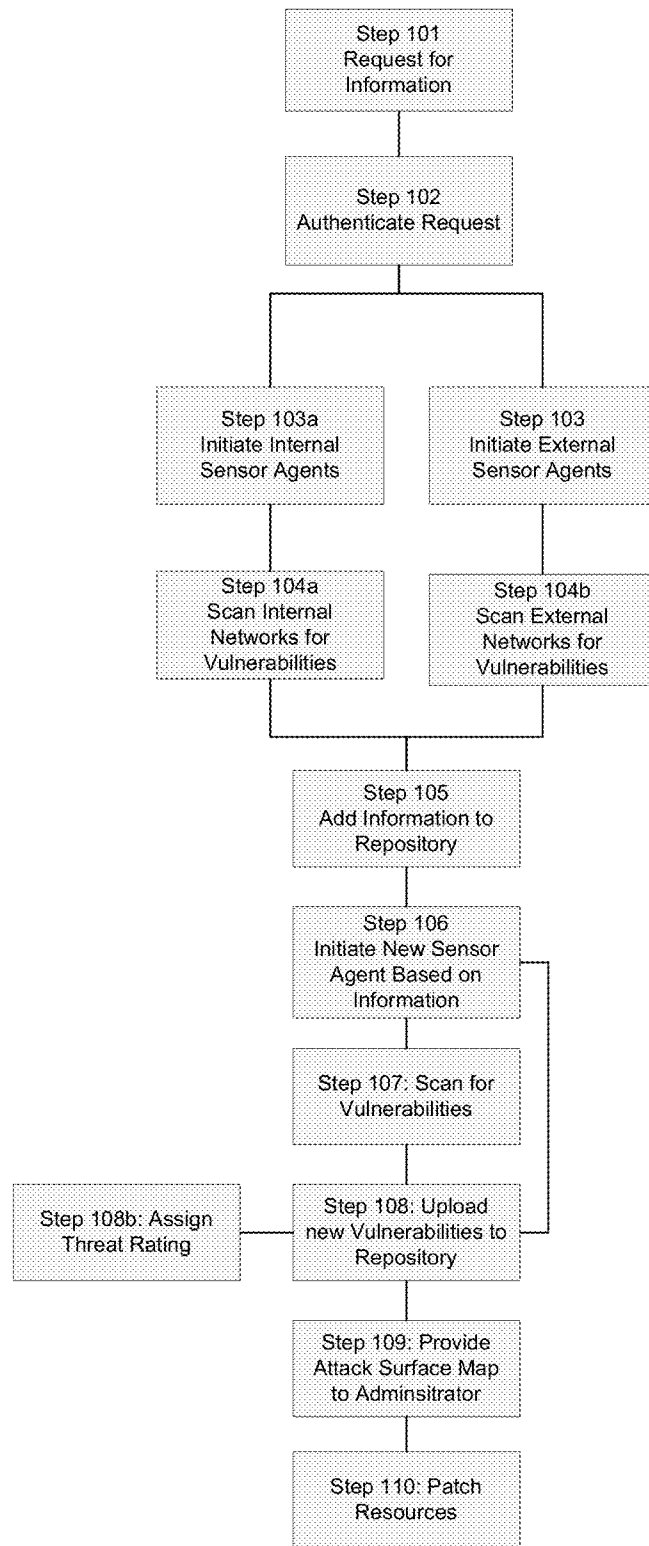 Step 101
Request for
Information
Step 102
Authenticate Request
Step 103a
Initiate Internal
Sensor Agents
Step 103
Initiate External
Sensor Agents
Step 104a
Scan Internal
Networks for
Vulnerabilities
Step 104b
Scan External
Networks for
Vulnerabilities
Step 105
Add Information to
Repository
Step 106
Initiate New Sensor
Agent Based on
Information
Step 107: Scan for
Vulnerabilities
Step 108b: Assign
Threat Rating
Step 108: Upload
new Vulnerabilities to
Repository
Step 109: Provide
Attack Surface Map
to Adminsitrator
Step 110: Patch
Resources